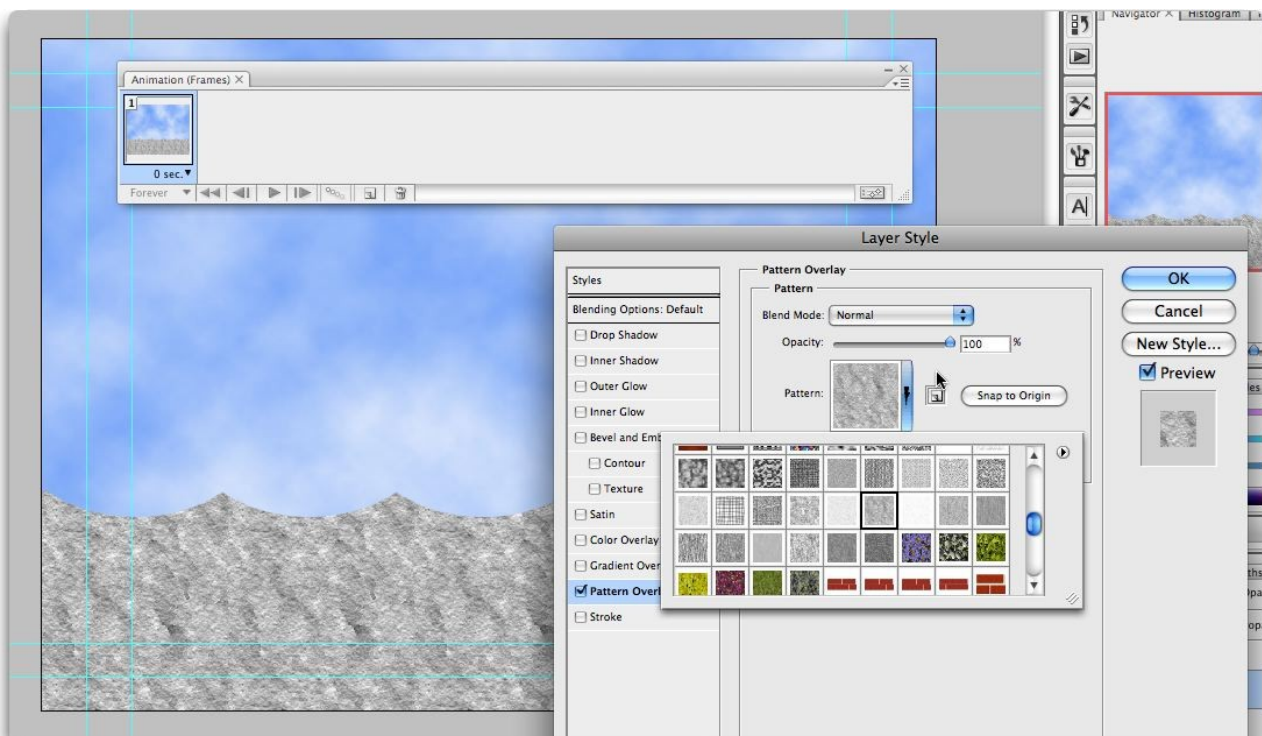 Navigator × Histogram
Animation (Frames) ×
1
0 sec.
Forever
A
Layer Style
Styles
Blending Options: Default
Drop Shadow
Inner Shadow
Outer Glow
Inner Glow
Bevel and Emb
Contour
Texture
Satin
Color Overlay
Gradient Over
Pattern Overl
Stroke
Pattern Overlay
Pattern
Blend Mode: Normal
Opacity: 100 %
Pattern:
Snap to Origin
OK
Cancel
New Style...
Preview